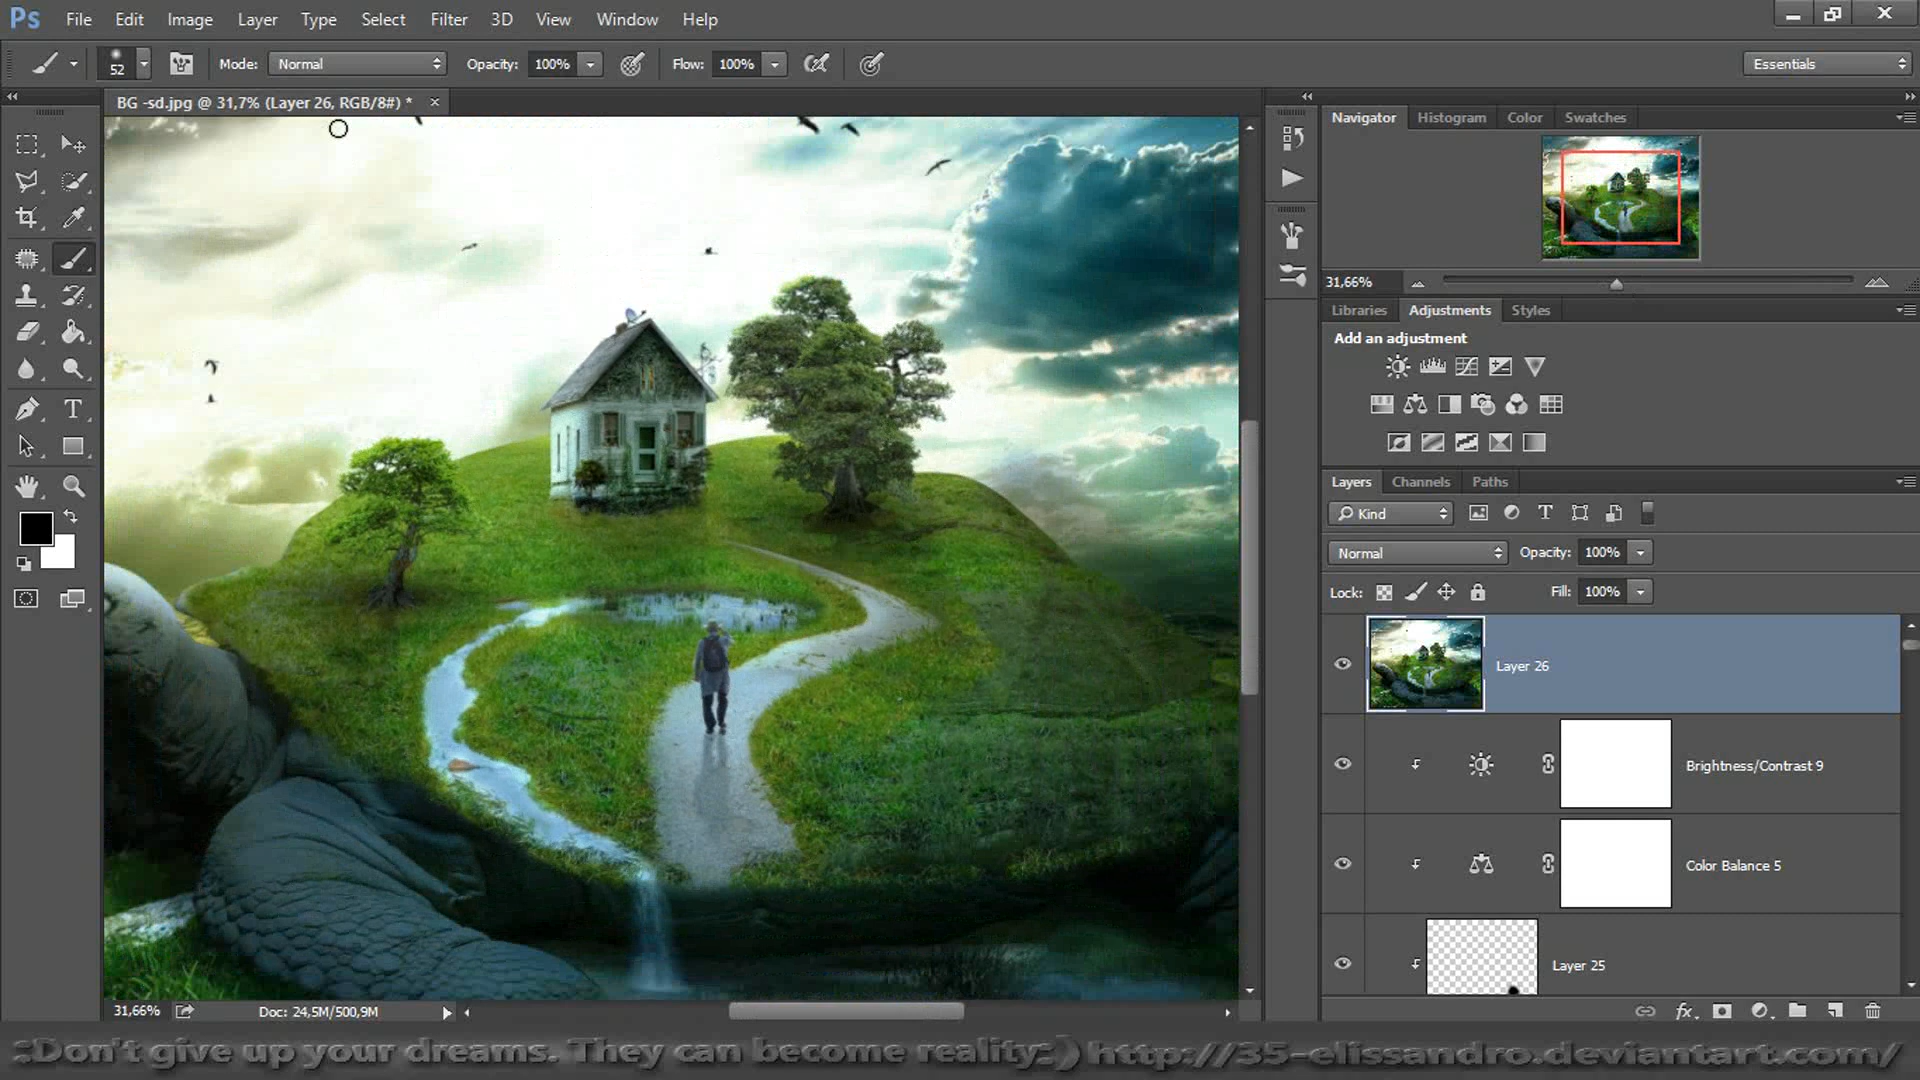 Ps File Edit Image Layer Type Select Filter 3D View Window Help
52 Mode: Normal Opacity: 100% Flow: 100% Essentials
BG -sd.jpg @ 31,7% (Layer 26, RGB/8#) *
Navigator Histogram Color Swatches
31,66%
Libraries Adjustments Styles
Add an adjustment
Layers Channels Paths
Kind
Normal Opacity: 100%
Lock: Fill: 100%
Layer 26
Brightness/Contrast 9
Color Balance 5
Layer 25
31,66% Doc: 24,5M/500,9M
fx
::Don't give up your dreams. They can become reality:;) http://35-elissandro.deviantart.com/